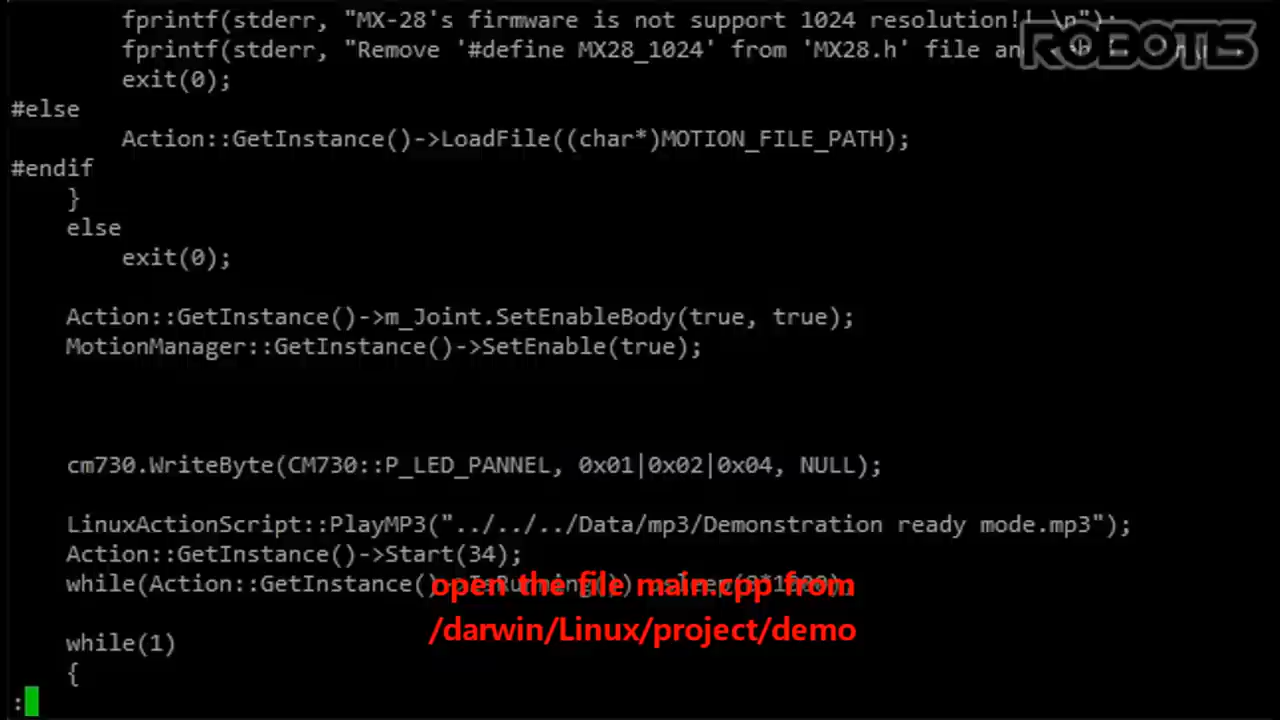 fprintf(stderr, "MX-28's firmware is not support 1024 resolution!! \n");
fprintf(stderr, "Remove '#define MX28_1024' from 'MX28.h' file an
ROBOTIS
exit(0);
#else
Action::GetInstance()->LoadFile((char*)MOTION_FILE_PATH);
#endif
}
else
exit(0);
Action::GetInstance()->m_Joint.SetEnableBody(true, true);
MotionManager::GetInstance()->SetEnable(true);
cm730.WriteByte(CM730::P_LED_PANNEL, 0x01|0x02|0x04, NULL);
LinuxActionScript::PlayMP3("../../../Data/mp3/Demonstration ready mode.mp3");
Action::GetInstance()->Start(34);
while(Action::GetInstance()->IsRunning())
open the file main.cpp from
/darwin/Linux/project/demo
while(1)
{
: